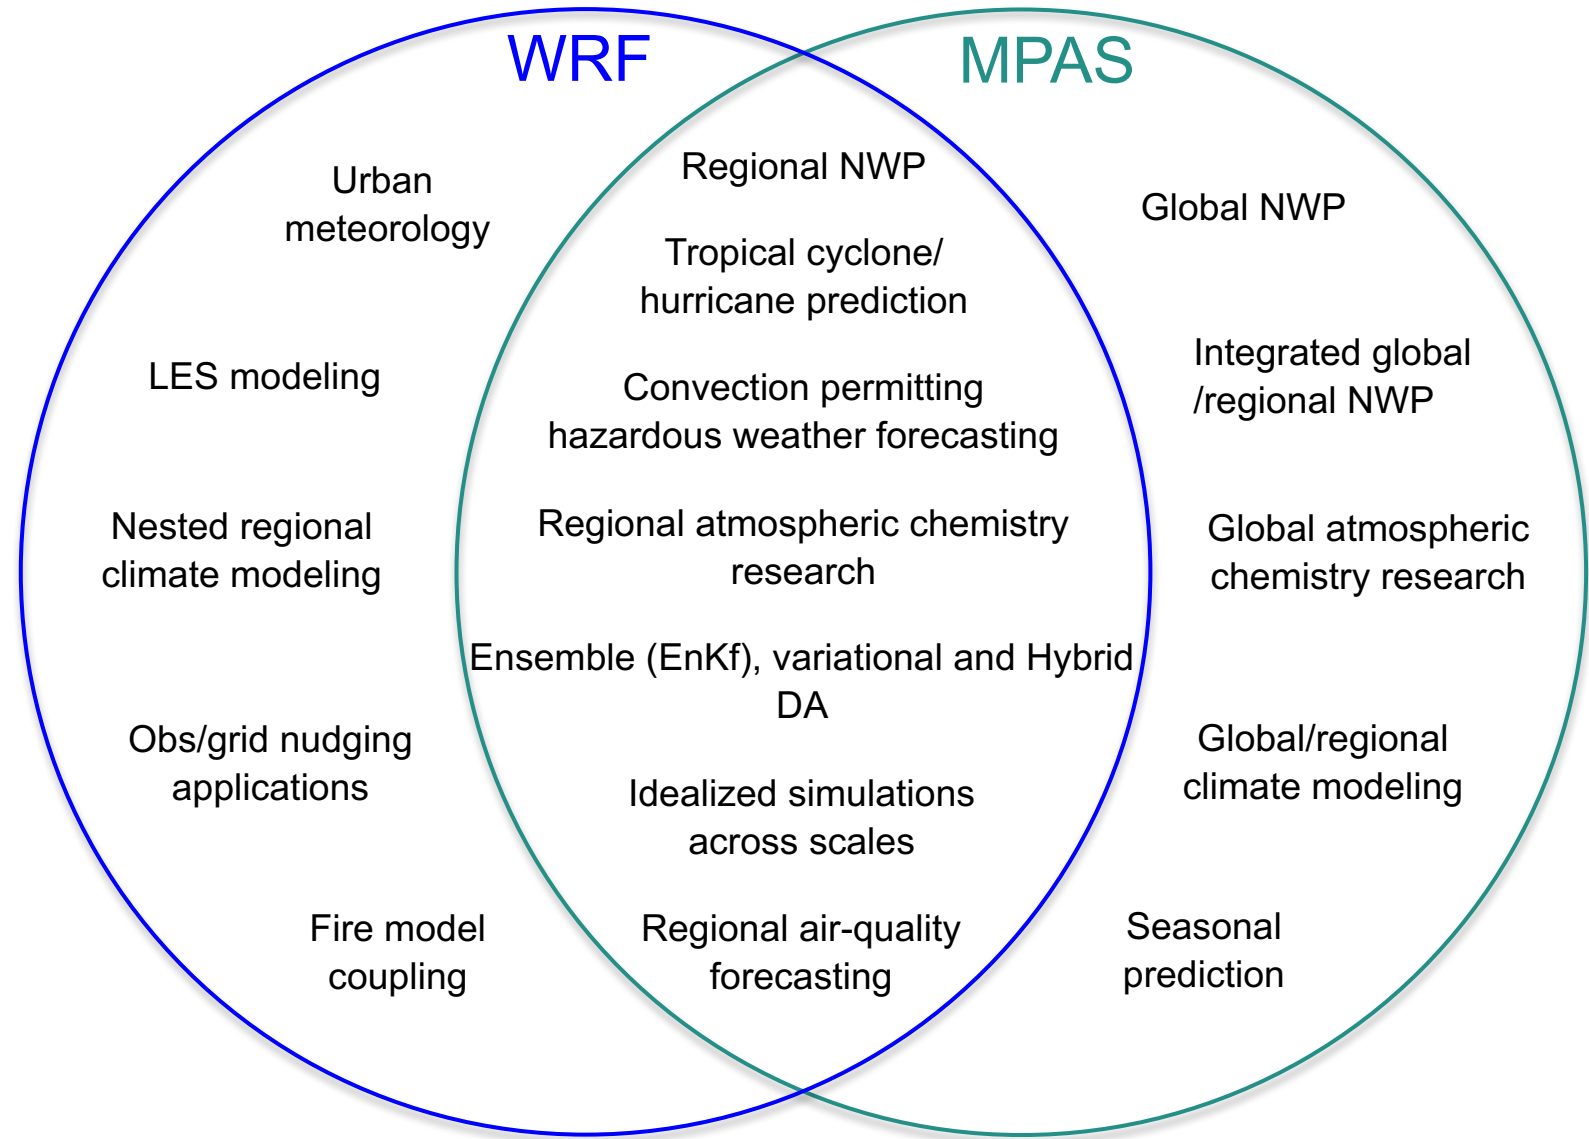 WRF
MPAS
Urban
meteorology
LES modeling
Nested regional
climate modeling
Obs/grid nudging
applications
Fire model
coupling
Regional NWP
Tropical cyclone/
hurricane prediction
Convection permitting
hazardous weather forecasting
Regional atmospheric chemistry
research
Ensemble (EnKf), variational and Hybrid
DA
Idealized simulations
across scales
Regional air-quality
forecasting
Global NWP
Integrated global
/regional NWP
Global atmospheric
chemistry research
Global/regional
climate modeling
Seasonal
prediction